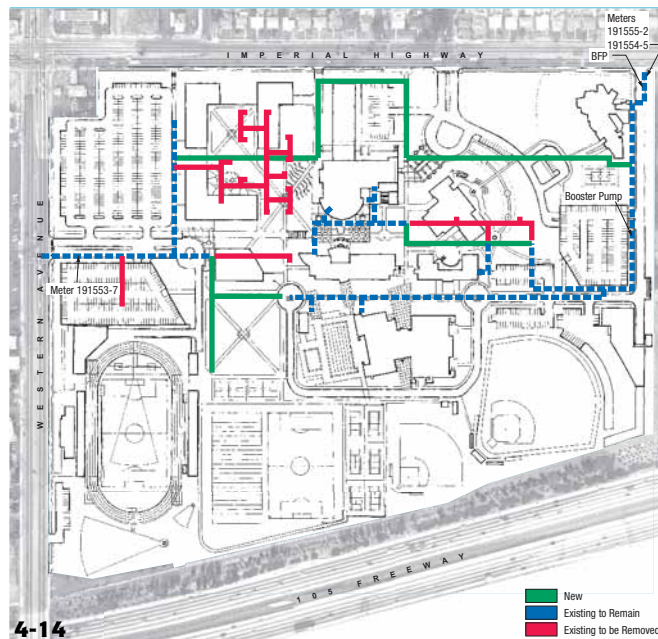 Meters
191555-2
191554-5
BFP
IMPERIAL HIGHWAY
Booster Pump
WESTERN AVENUE
Meter 191553-7
105 FREEWAY
New
Existing to Remain
Existing to be Removed
4-14